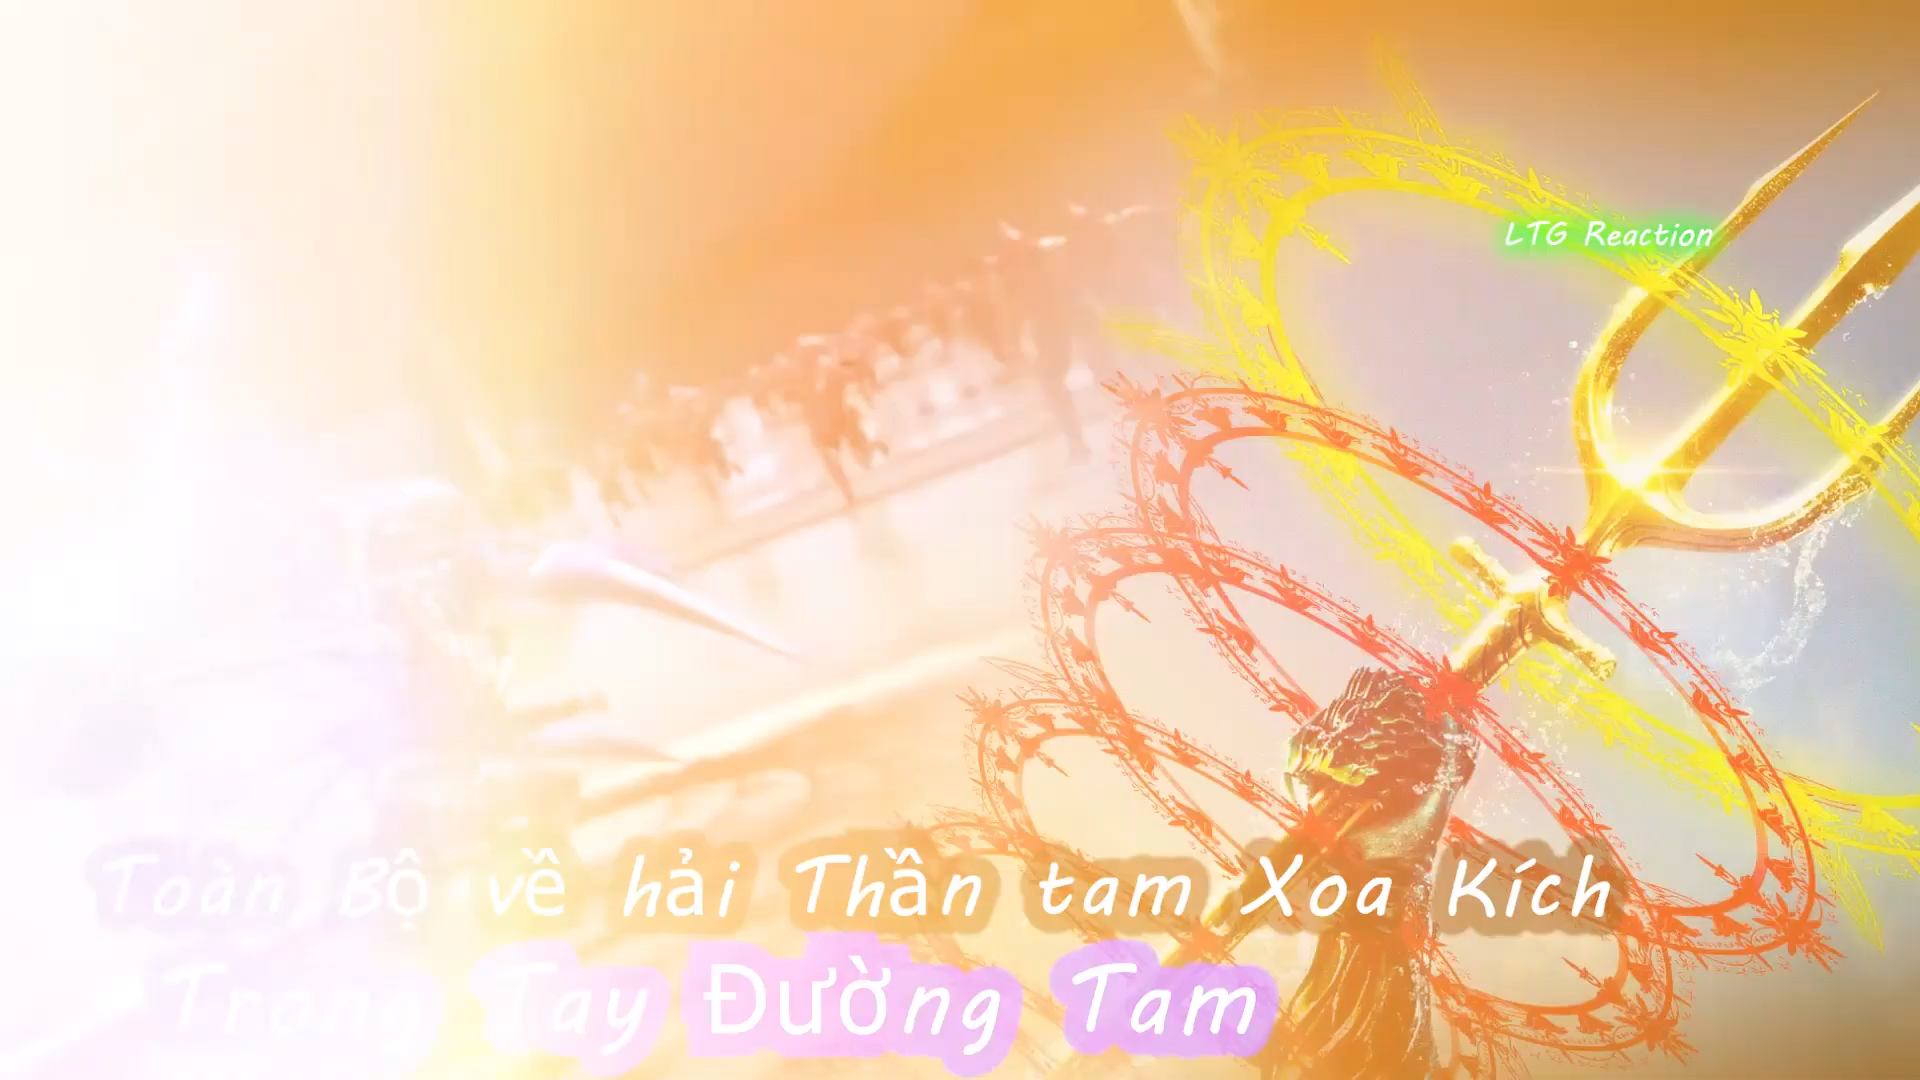 LTG Reaction
Toàn Bộ về hải Thần tam Xoa Kích
Trong Tay Đường Tam